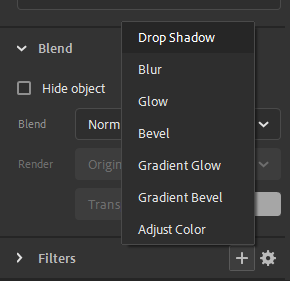 Drop Shadow
Blend
Blur
Hide object
Glow
Blend
Norm
Bevel
Render
Origin
Gradient Glow
Trans
Gradient Bevel
Adjust Color
Filters